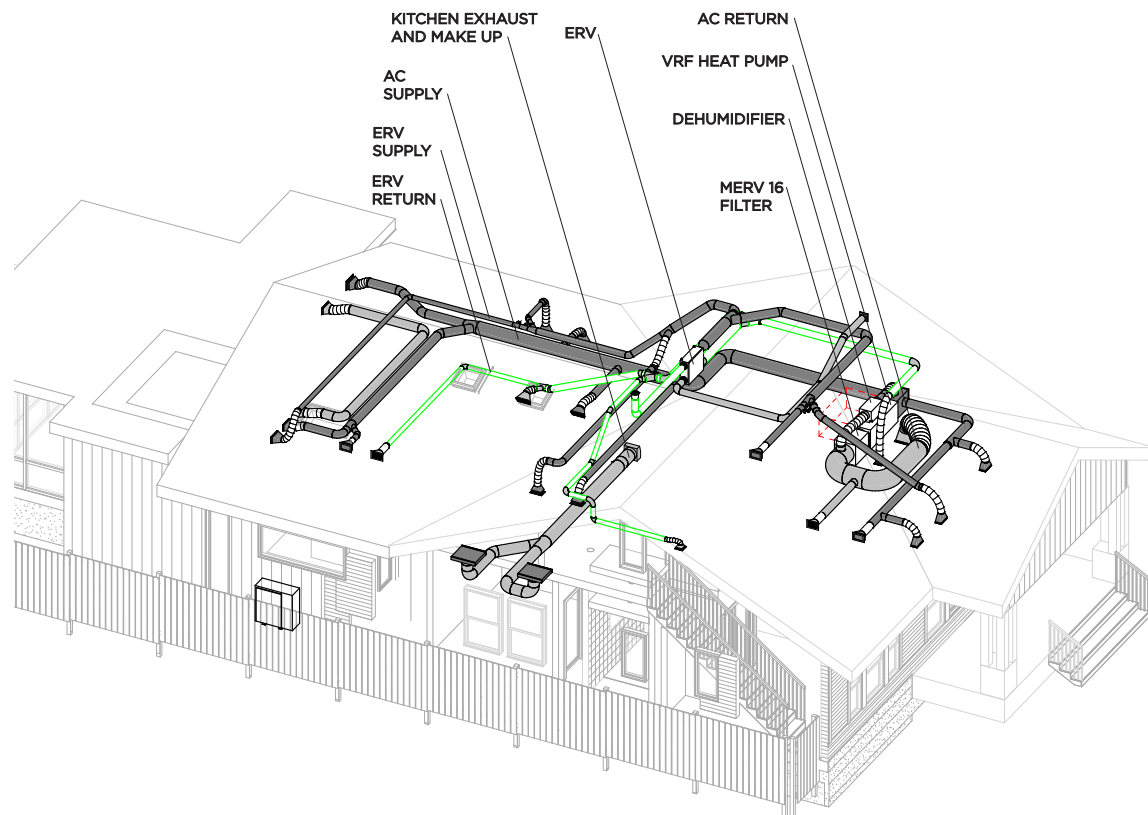 KITCHEN EXHAUST
AND MAKE UP
ERV
AC RETURN
VRF HEAT PUMP
AC
SUPPLY
DEHUMIDIFIER
ERV
SUPPLY
ERV
RETURN
MERV 16
FILTER